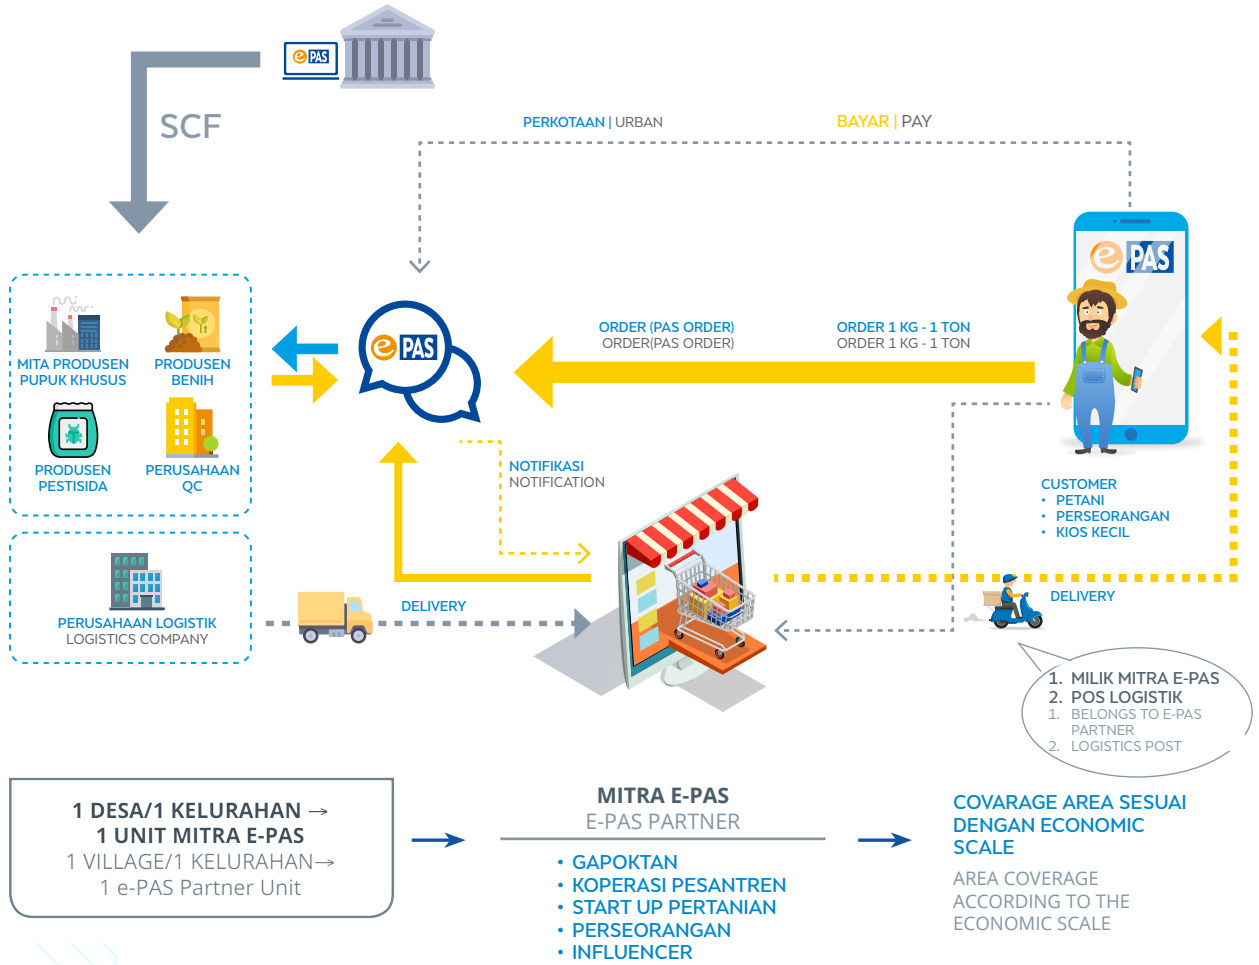 e PAS
SCF
PERKOTAAN | URBAN
BAYAR | PAY
e PAS
MITA PRODUSEN
PUPUK KHUSUS
PRODUSEN
BENIH
PRODUSEN
PESTISIDA
PERUSAHAAN
QC
e PAS
ORDER (PAS ORDER)
ORDER(PAS ORDER)
ORDER 1 KG - 1 TON
ORDER 1 KG - 1 TON
NOTIFIKASI
NOTIFICATION
CUSTOMER
• PETANI
• PERSEORANGAN
• KIOS KECIL
PERUSAHAAN LOGISTIK
LOGISTICS COMPANY
DELIVERY
DELIVERY
1. MILIK MITRA E-PAS
2. POS LOGISTIK
1. BELONGS TO E-PAS
PARTNER
2. LOGISTICS POST
1 DESA/1 KELURAHAN →
1 UNIT MITRA E-PAS
1 VILLAGE/1 KELURAHAN→
1 e-PAS Partner Unit
MITRA E-PAS
E-PAS PARTNER
• GAPOKTAN
• KOPERASI PESANTREN
• START UP PERTANIAN
• PERSEORANGAN
• INFLUENCER
COVARAGE AREA SESUAI
DENGAN ECONOMIC
SCALE
AREA COVERAGE
ACCORDING TO THE
ECONOMIC SCALE